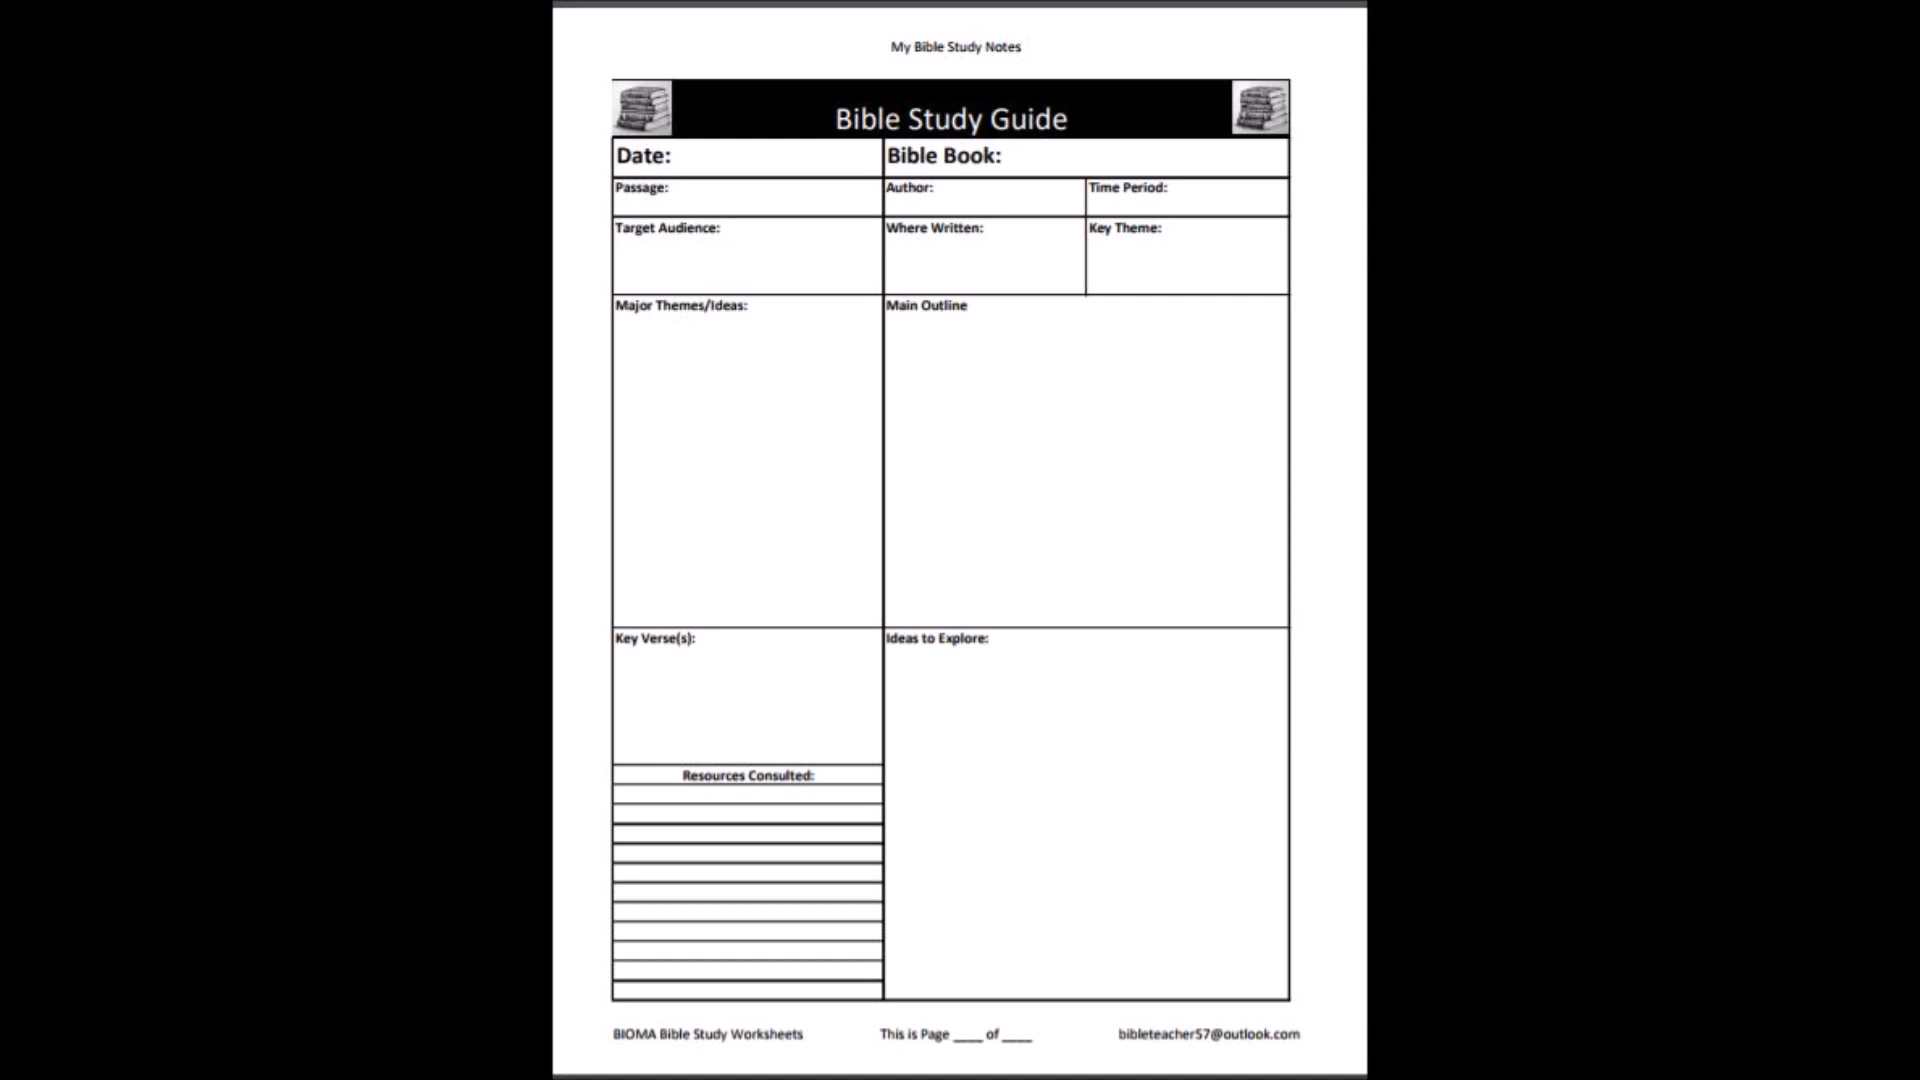 My Bible Study Notes
Bible Study Guide
Date:
Bible Book:
Passage:
Author:
Time Period:
Target Audience:
Where Written:
Key Theme:
Major Themes/Ideas:
Main Outline
Key Verse(s):
Ideas to Explore:
Resources Consulted:
BIOMA Bible Study Worksheets
This is Page ____ of ____
bibleteacher57@outlook.com